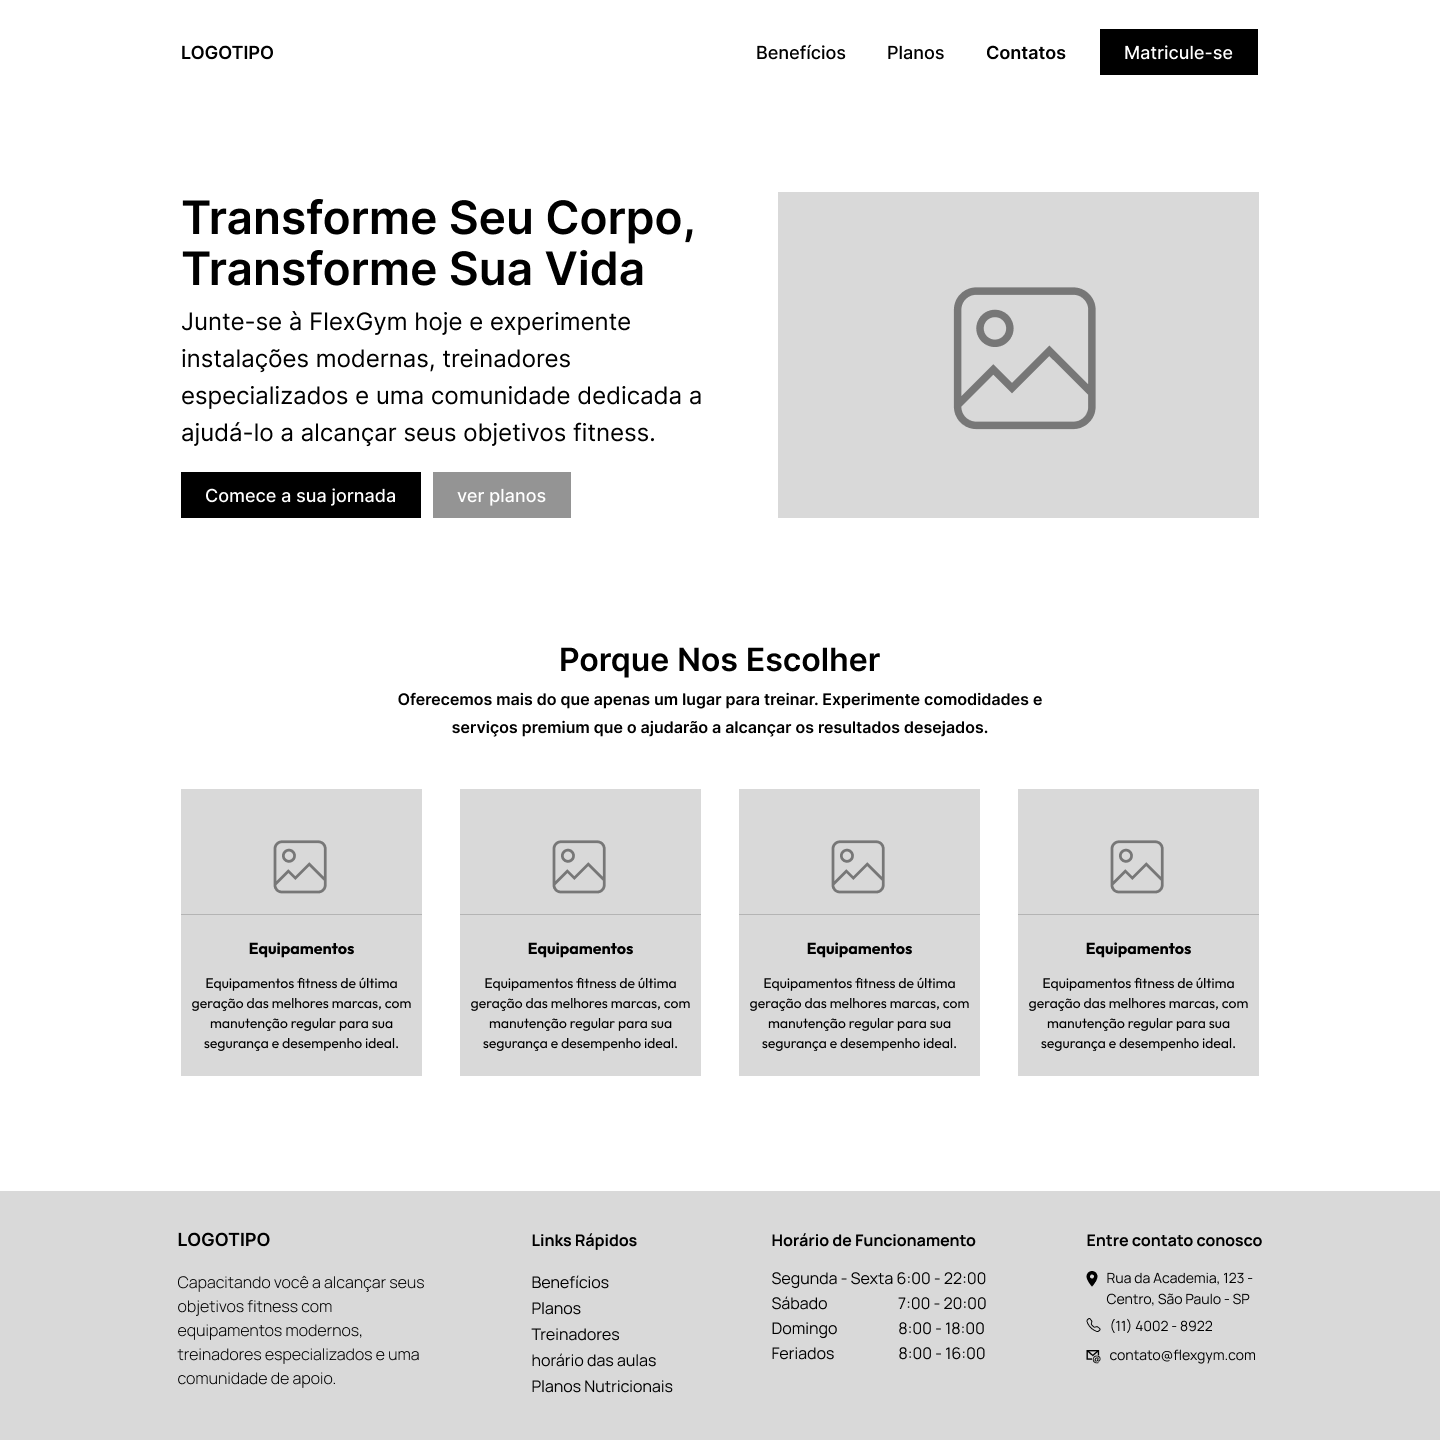 LOGOTIPO
Benefícios
Planos
Contatos
Matricule-se
Transforme Seu Corpo,
Transforme Sua Vida
Junte-se à FlexGym hoje e experimente
instalações modernas, treinadores
especializados e uma comunidade dedicada a
ajudá-lo a alcançar seus objetivos fitness.
Comece a sua jornada
ver planos
Porque Nos Escolher
Oferecemos mais do que apenas um lugar para treinar. Experimente comodidades e
serviços premium que o ajudarão a alcançar os resultados desejados.
Equipamentos
Equipamentos fitness de última
geração das melhores marcas, com
manutenção regular para sua
segurança e desempenho ideal.
Equipamentos
Equipamentos fitness de última
geração das melhores marcas, com
manutenção regular para sua
segurança e desempenho ideal.
Equipamentos
Equipamentos fitness de última
geração das melhores marcas, com
manutenção regular para sua
segurança e desempenho ideal.
Equipamentos
Equipamentos fitness de última
geração das melhores marcas, com
manutenção regular para sua
segurança e desempenho ideal.
LOGOTIPO
Capacitando você a alcançar seus
objetivos fitness com
equipamentos modernos,
treinadores especializados e uma
comunidade de apoio.
Links Rápidos
Benefícios
Planos
Treinadores
horário das aulas
Planos Nutricionais
Horário de Funcionamento
Segunda - Sexta 6:00 - 22:00
Sábado 7:00 - 20:00
Domingo 8:00 - 18:00
Feriados 8:00 - 16:00
Entre contato conosco
Rua da Academia, 123 -
Centro, São Paulo - SP
(11) 4002 - 8922
contato@flexgym.com